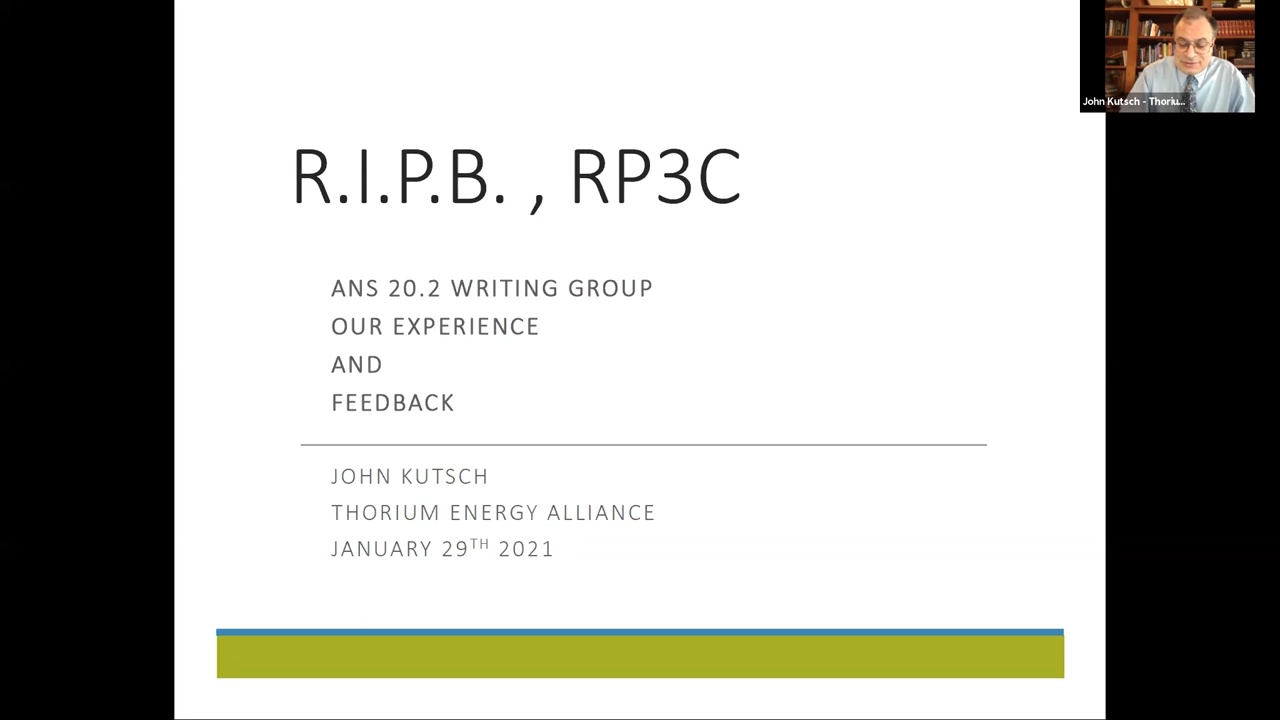 John Kutsch - Thoriu...
R.I.P.B. , RP3C
ANS 20.2 WRITING GROUP
OUR EXPERIENCE
AND
FEEDBACK
JOHN KUTSCH
THORIUM ENERGY ALLIANCE
JANUARY 29TH 2021